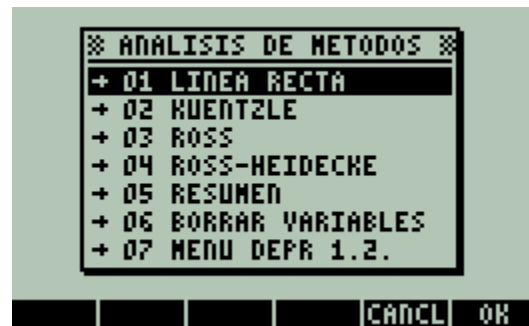 ※ ANALISIS DE METODOS ※
→ 01 LINEA RECTA
→ 02 KUENTZLE
→ 03 ROSS
→ 04 ROSS-HEIDECKE
→ 05 RESUMEN
→ 06 BORRAR VARIABLES
→ 07 MENU DEPR 1.2.
CANCL OK